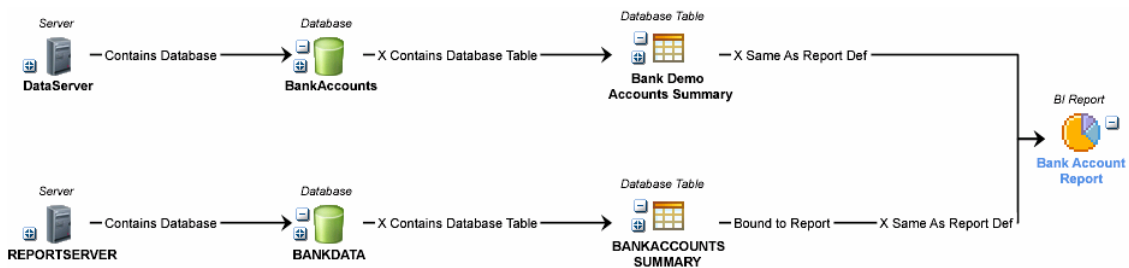 Server
Database
Database Table
Contains Database
X Contains Database Table
X Same As Report Def
DataServer
BankAccounts
Bank Demo
Accounts Summary
BI Report
Bank Account
Report
Server
Database
Database Table
Contains Database
X Contains Database Table
Bound to Report
X Same As Report Def
REPORTSERVER
BANKDATA
BANKACCOUNTS
SUMMARY